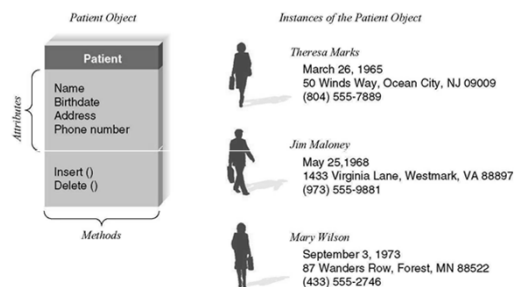 Patient Object
Instances of the Patient Object
Patient
Attributes
Name
Birthdate
Address
Phone number
Insert ()
Delete ()
Methods
Theresa Marks
March 26, 1965
50 Winds Way, Ocean City, NJ 09009
(804) 555-7889
Jim Maloney
May 25,1968
1433 Virginia Lane, Westmark, VA 88897
(973) 555-9881
Mary Wilson
September 3, 1973
87 Wanders Row, Forest, MN 88522
(433) 555-2746